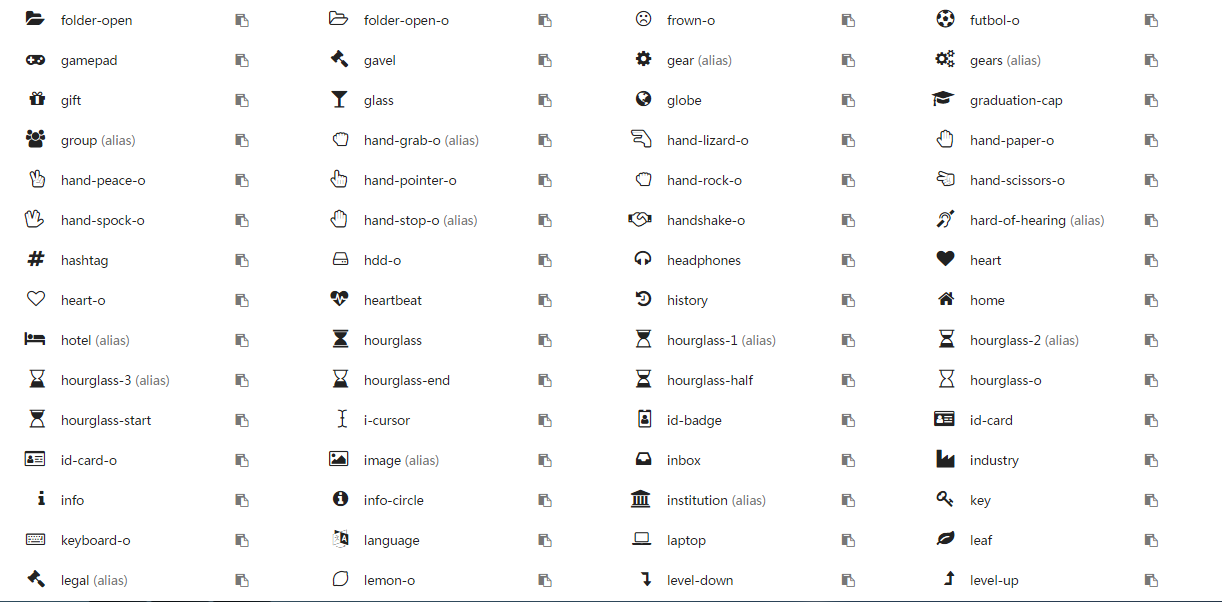 folder-open folder-open-o frown-o futbol-o
gamepad gavel gear (alias) gears (alias)
gift glass globe graduation-cap
group (alias) hand-grab-o (alias) hand-lizard-o hand-paper-o
hand-peace-o hand-pointer-o hand-rock-o hand-scissors-o
hand-spock-o hand-stop-o (alias) handshake-o hard-of-hearing (alias)
hashtag hdd-o headphones heart
heart-o heartbeat history home
hotel (alias) hourglass hourglass-1 (alias) hourglass-2 (alias)
hourglass-3 (alias) hourglass-end hourglass-half hourglass-o
hourglass-start i-cursor id-badge id-card
id-card-o image (alias) inbox industry
info info-circle institution (alias) key
keyboard-o language laptop leaf
legal (alias) lemon-o level-down level-up